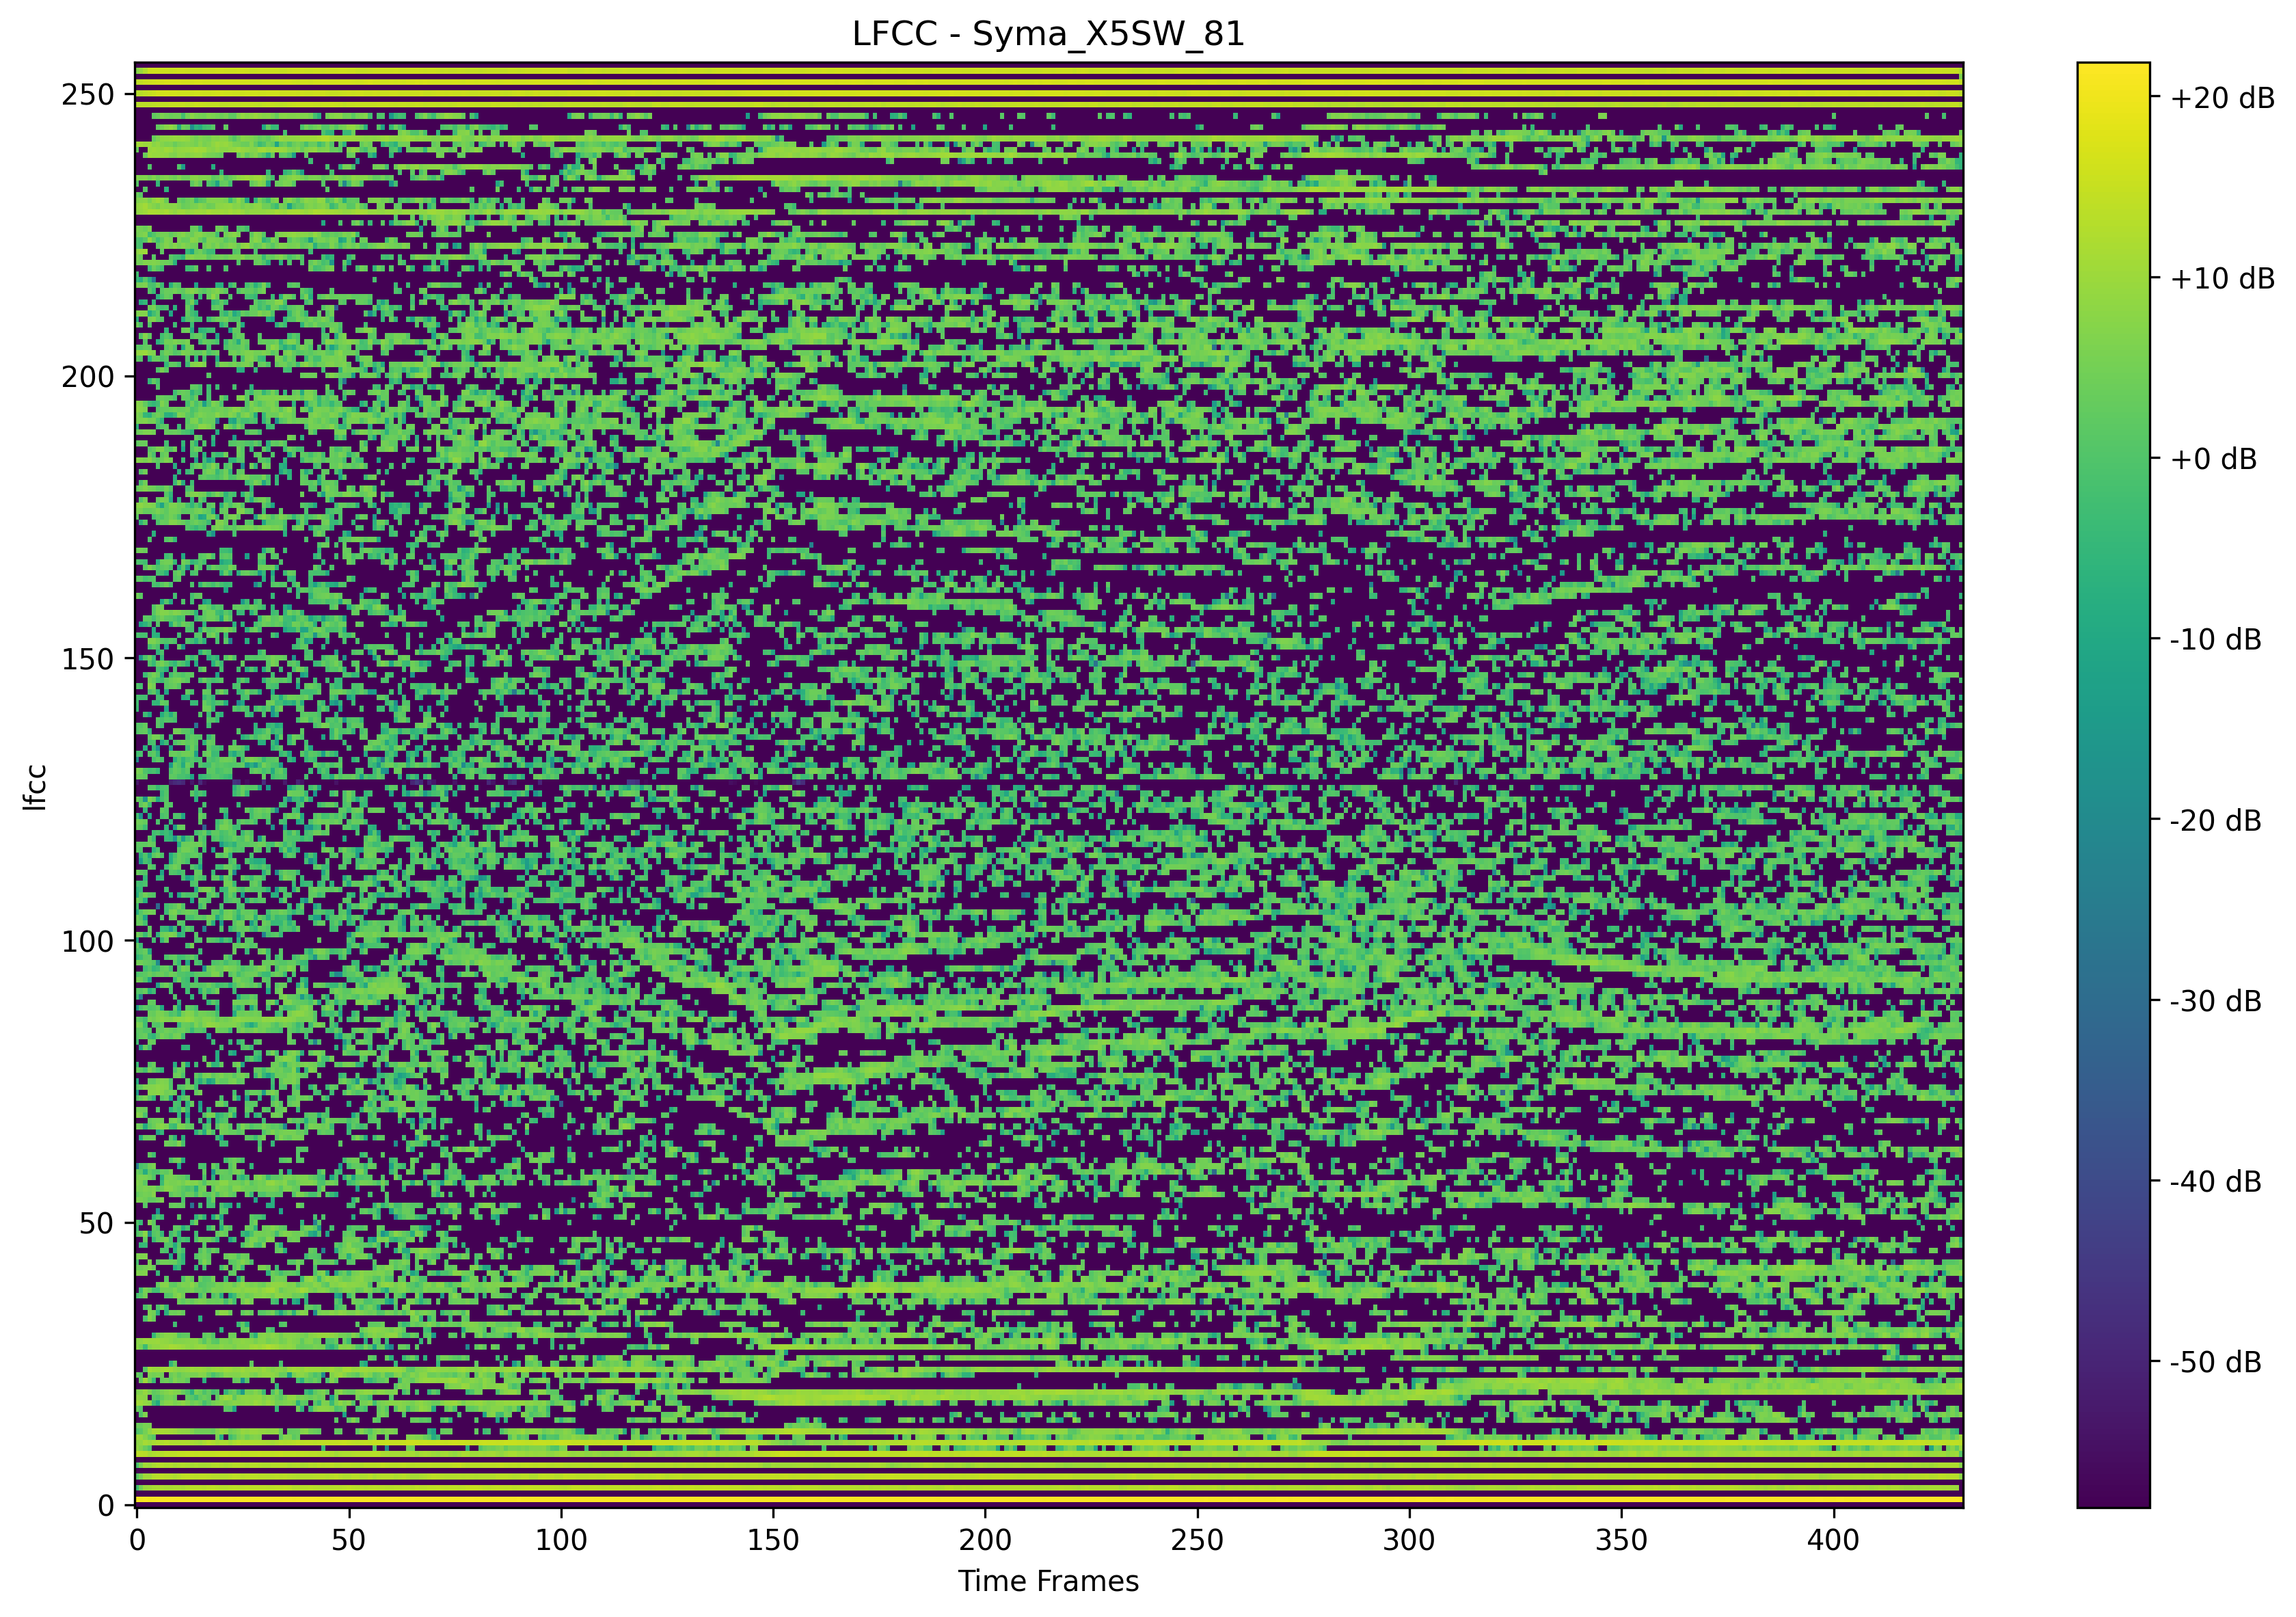 LFCC - Syma_X5SW_81
lfcc
250
200
150
100
50
0
0 50 100 150 200 250 300 350 400
Time Frames
+20 dB
+10 dB
+0 dB
-10 dB
-20 dB
-30 dB
-40 dB
-50 dB